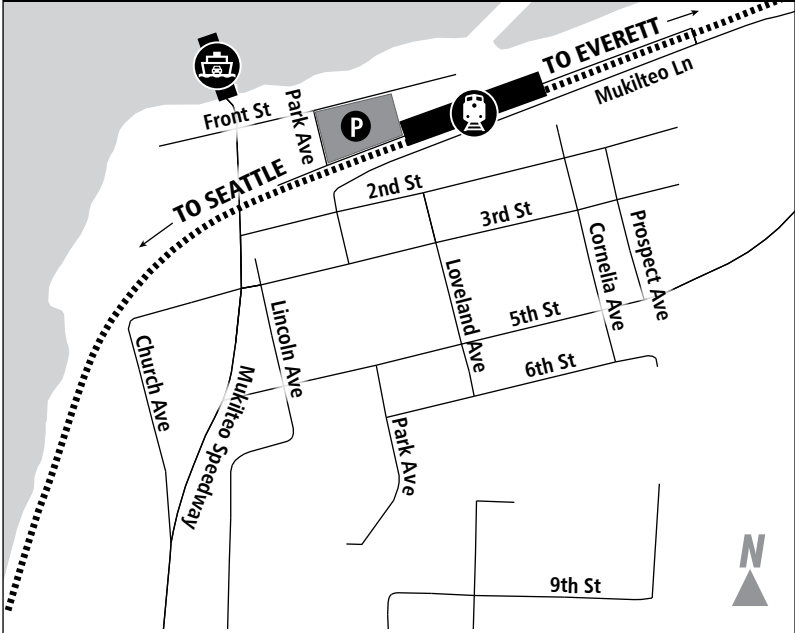 TO EVERETT
Mukilteo Ln
Front St
Park Ave
P
TO SEATTLE
2nd St
3rd St
Cornelia Ave
Prospect Ave
Loveland Ave
Lincoln Ave
5th St
Church Ave
6th St
Mukilteo Speedway
Park Ave
9th St
N